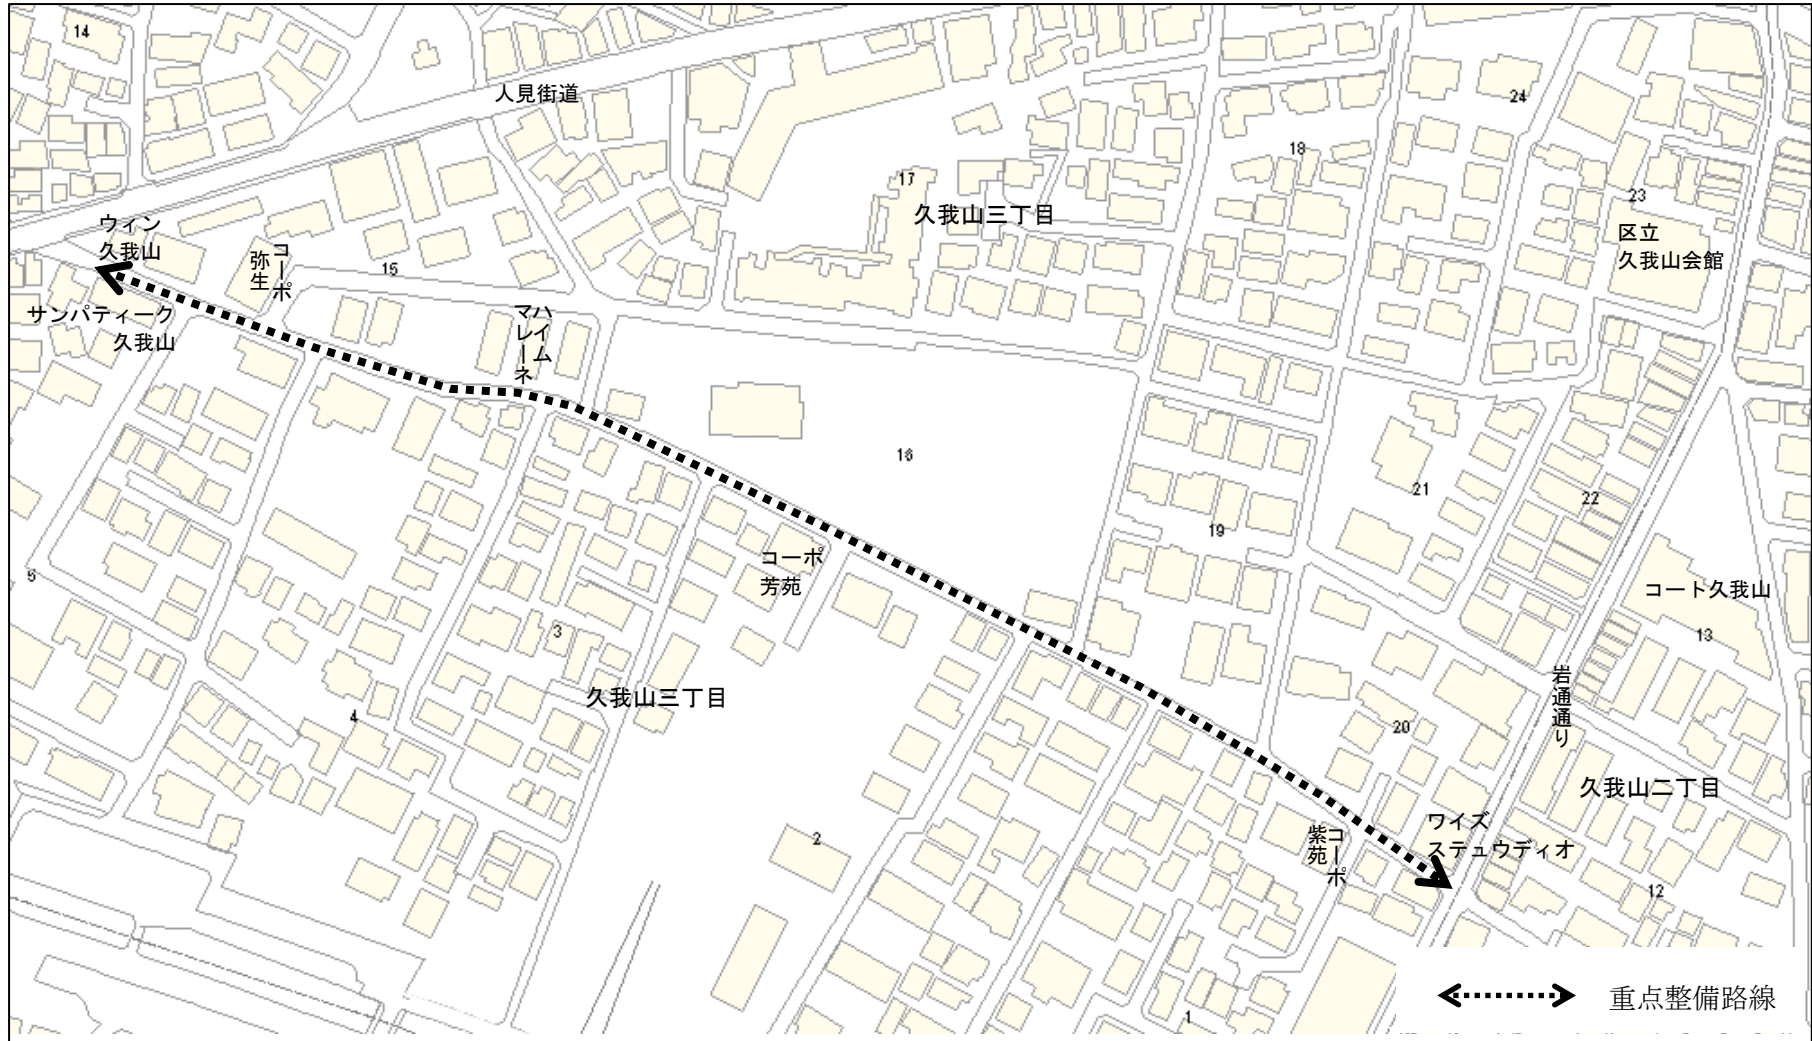 14
人見街道
24
18
17
23
久我山三丁目
ウィン
久我山
区立
久我山会館
コーポ
弥生
15
サンパティーク
久我山
ハイム
マレーネ
16
21
22
19
コーポ
芳苑
5
コート久我山
13
3
久我山三丁目
岩通通り
4
20
久我山二丁目
ワイズ
ステュウディオ
コーポ
紫苑
2
12
重点整備路線
1